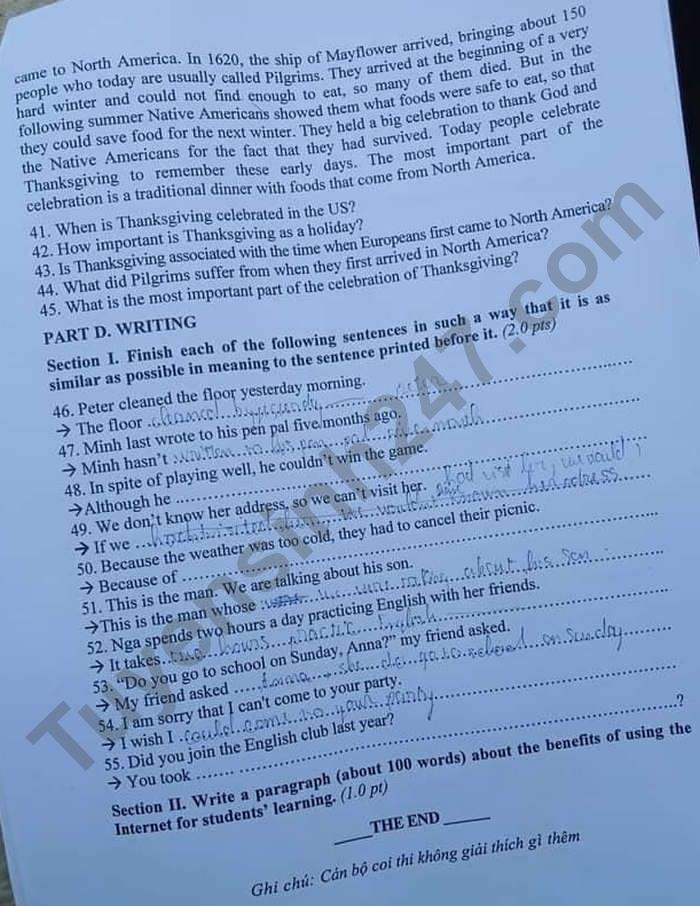 came to North America. In 1620, the ship of Mayflower arrived, bringing about 150
people who today are usually called Pilgrims. They arrived at the beginning of a very
hard winter and could not find enough to eat, so many of them died. But in the
following summer Native Americans showed them what foods were safe to eat, so that
they could save food for the next winter. They held a big celebration to thank God and
the Native Americans for the fact that they had survived. Today people celebrate
Thanksgiving to remember these early days. The most important part of the
celebration is a traditional dinner with foods that come from North America.
41. When is Thanksgiving celebrated in the US?
42. How important is Thanksgiving as a holiday?
43. Is Thanksgiving associated with the time when Europeans first came to North America?
44. What did Pilgrims suffer from when they first arrived in North America?
45. What is the most important part of the celebration of Thanksgiving?
PART D. WRITING
Section I. Finish each of the following sentences in such a way that it is as
similar as possible in meaning to the sentence printed before it. (2.0 pts)
46. Peter cleaned the floor yesterday morning.
→ The floor
47. Minh last wrote to his pen pal five months ago.
→ Minh hasn't written to his pen pal
48. In spite of playing well, he couldn't win the game.
→Although he
49. We don't know her address, so we can't visit her.
→ If we
50. Because the weather was too cold, they had to cancel their picnic.
→ Because of
51. This is the man. We are talking about his son.
→This is the man whose about his son
52. Nga spends two hours a day practicing English with her friends.
→ It takes two hours practice English
53. "Do you go to school on Sunday, Anna?" my friend asked.
→ My friend asked she go to school on Sunday
54. I am sorry that I can't come to your party.
→ I wish I could come to your party
55. Did you join the English club last year?
→ You took ?
Section II. Write a paragraph (about 100 words) about the benefits of using the
Internet for students' learning. (1.0 pt)
THE END
Ghi chú: Cán bộ coi thi không giải thích gì thêm
Tuyensinh247.com